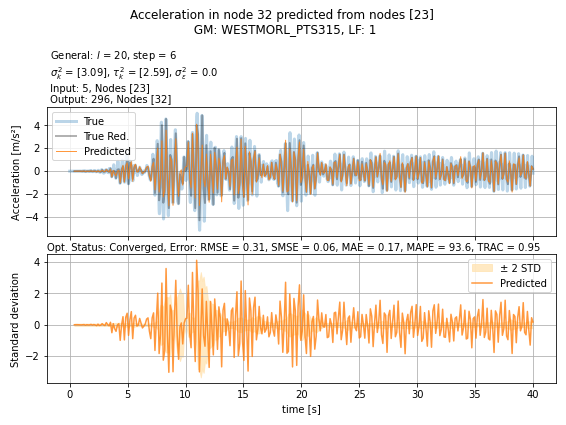 Acceleration in node 32 predicted from nodes [23]
GM: WESTMORL_PTS315, LF: 1
General: l = 20, step = 6
σ²ₖ = [3.09], τ²ₖ = [2.59], σ²ε = 0.0
Input: 5, Nodes [23]
Output: 296, Nodes [32]
Acceleration [m/s²]
4
2
0
−2
−4
True
True Red.
Predicted
Opt. Status: Converged, Error: RMSE = 0.31, SMSE = 0.06, MAE = 0.17, MAPE = 93.6, TRAC = 0.95
Standard deviation
4
2
0
−2
± 2 STD
Predicted
0 5 10 15 20 25 30 35 40
time [s]